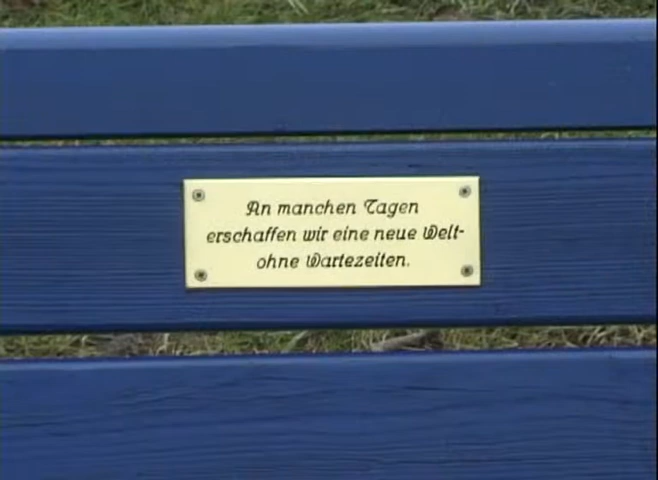 An manchen Tagen
erschaffen wir eine neue Welt-
ohne Wartezeiten.